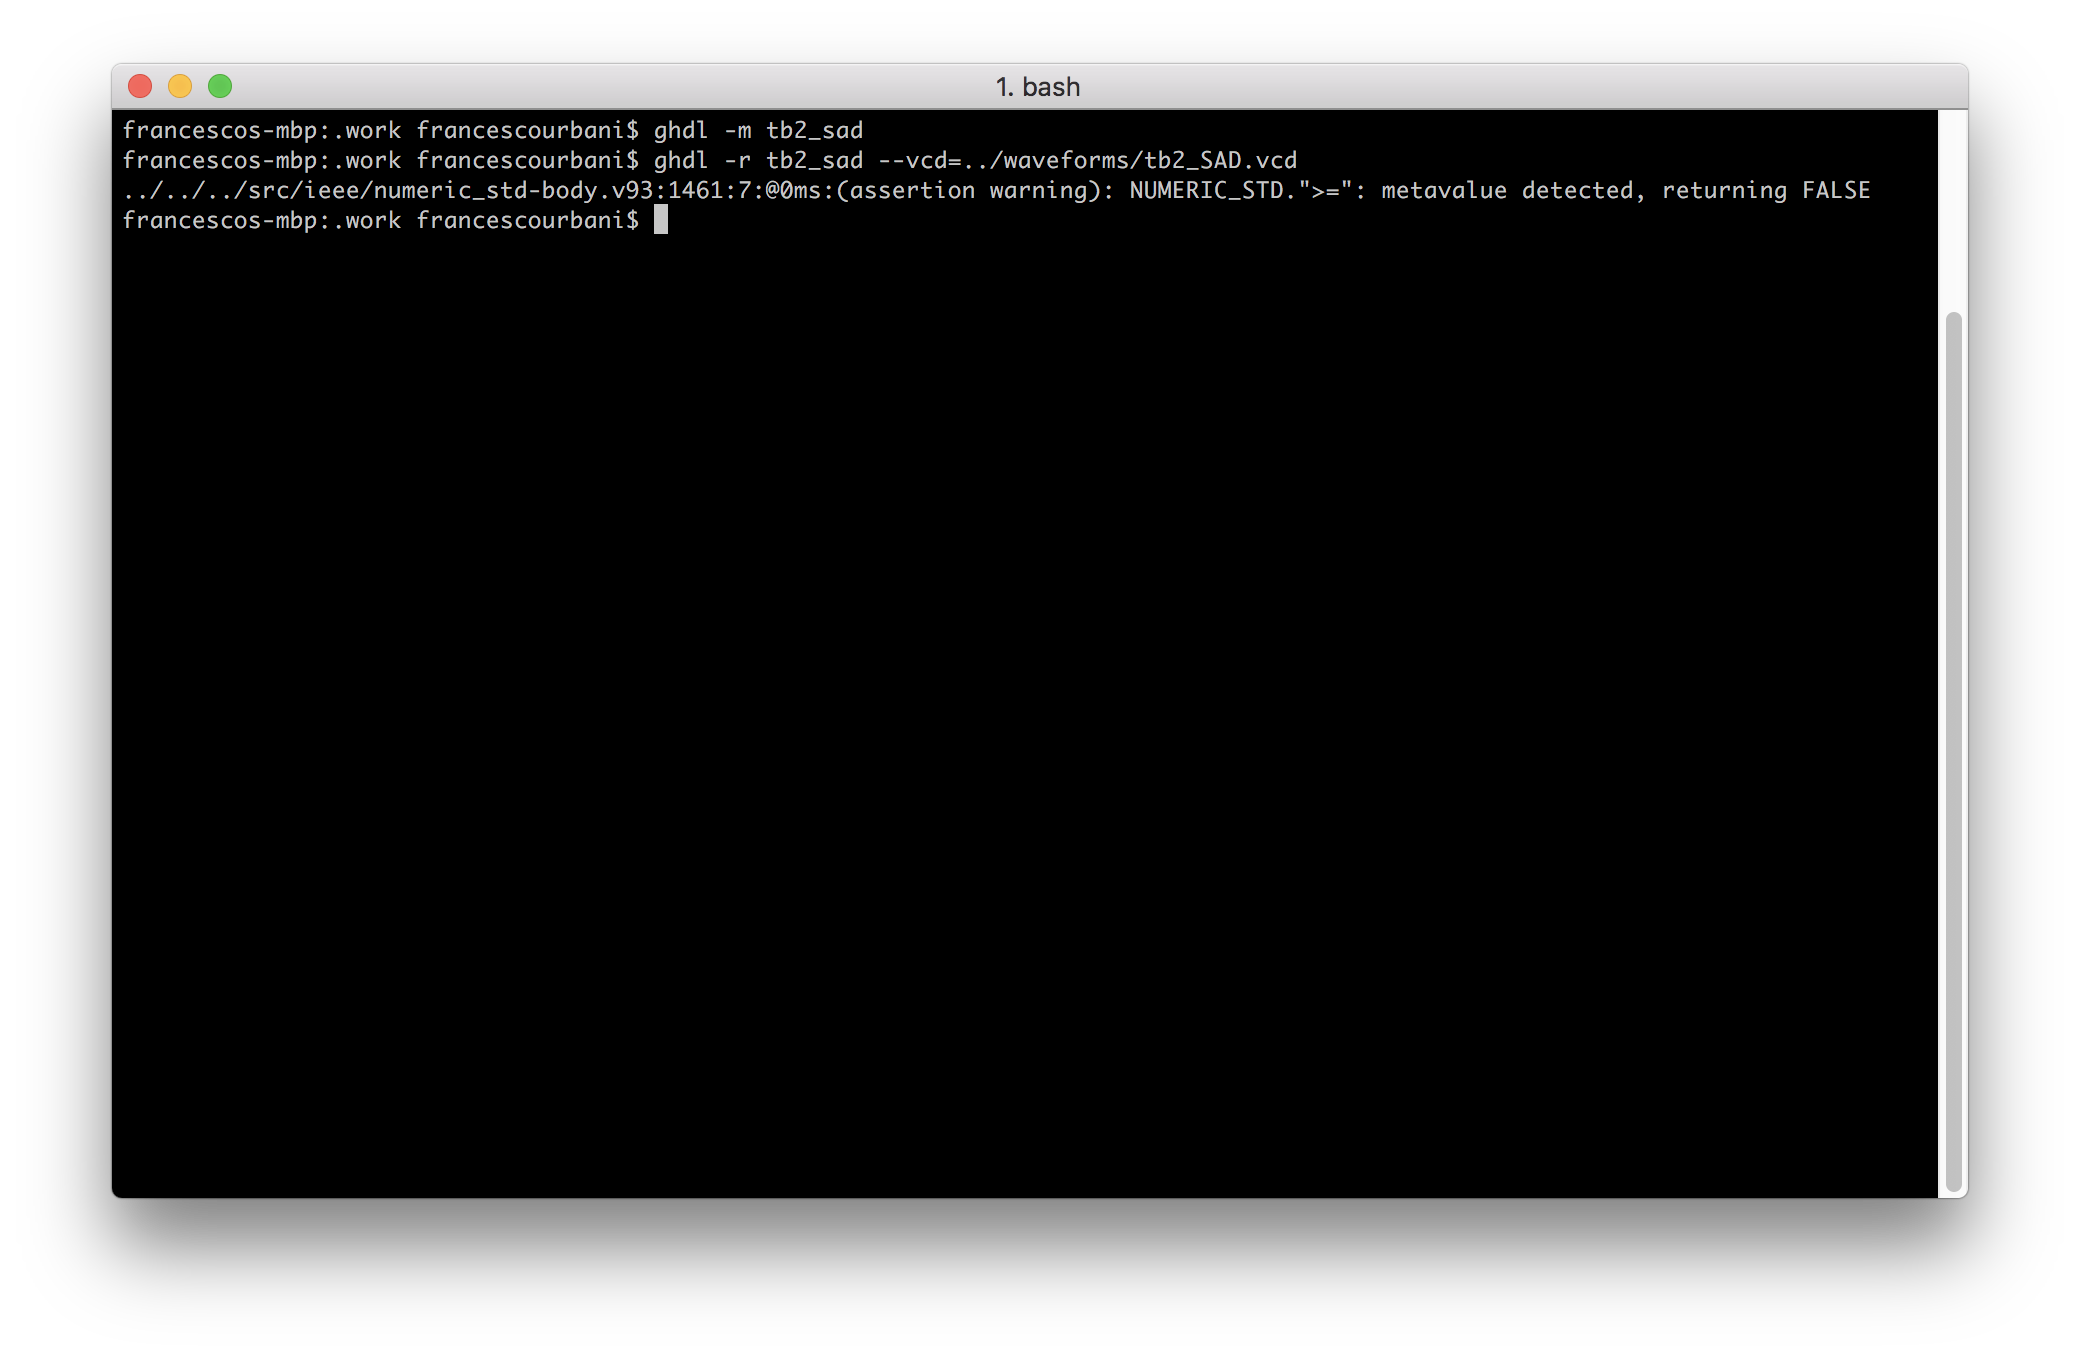 1. bash
francescos-mbp:.work francescourbani$ ghdl -m tb2_sad
francescos-mbp:.work francescourbani$ ghdl -r tb2_sad --vcd=../waveforms/tb2_SAD.vcd
../../../src/ieee/numeric_std-body.v93:1461:7:@0ms:(assertion warning): NUMERIC_STD.">=": metavalue detected, returning FALSE
francescos-mbp:.work francescourbani$